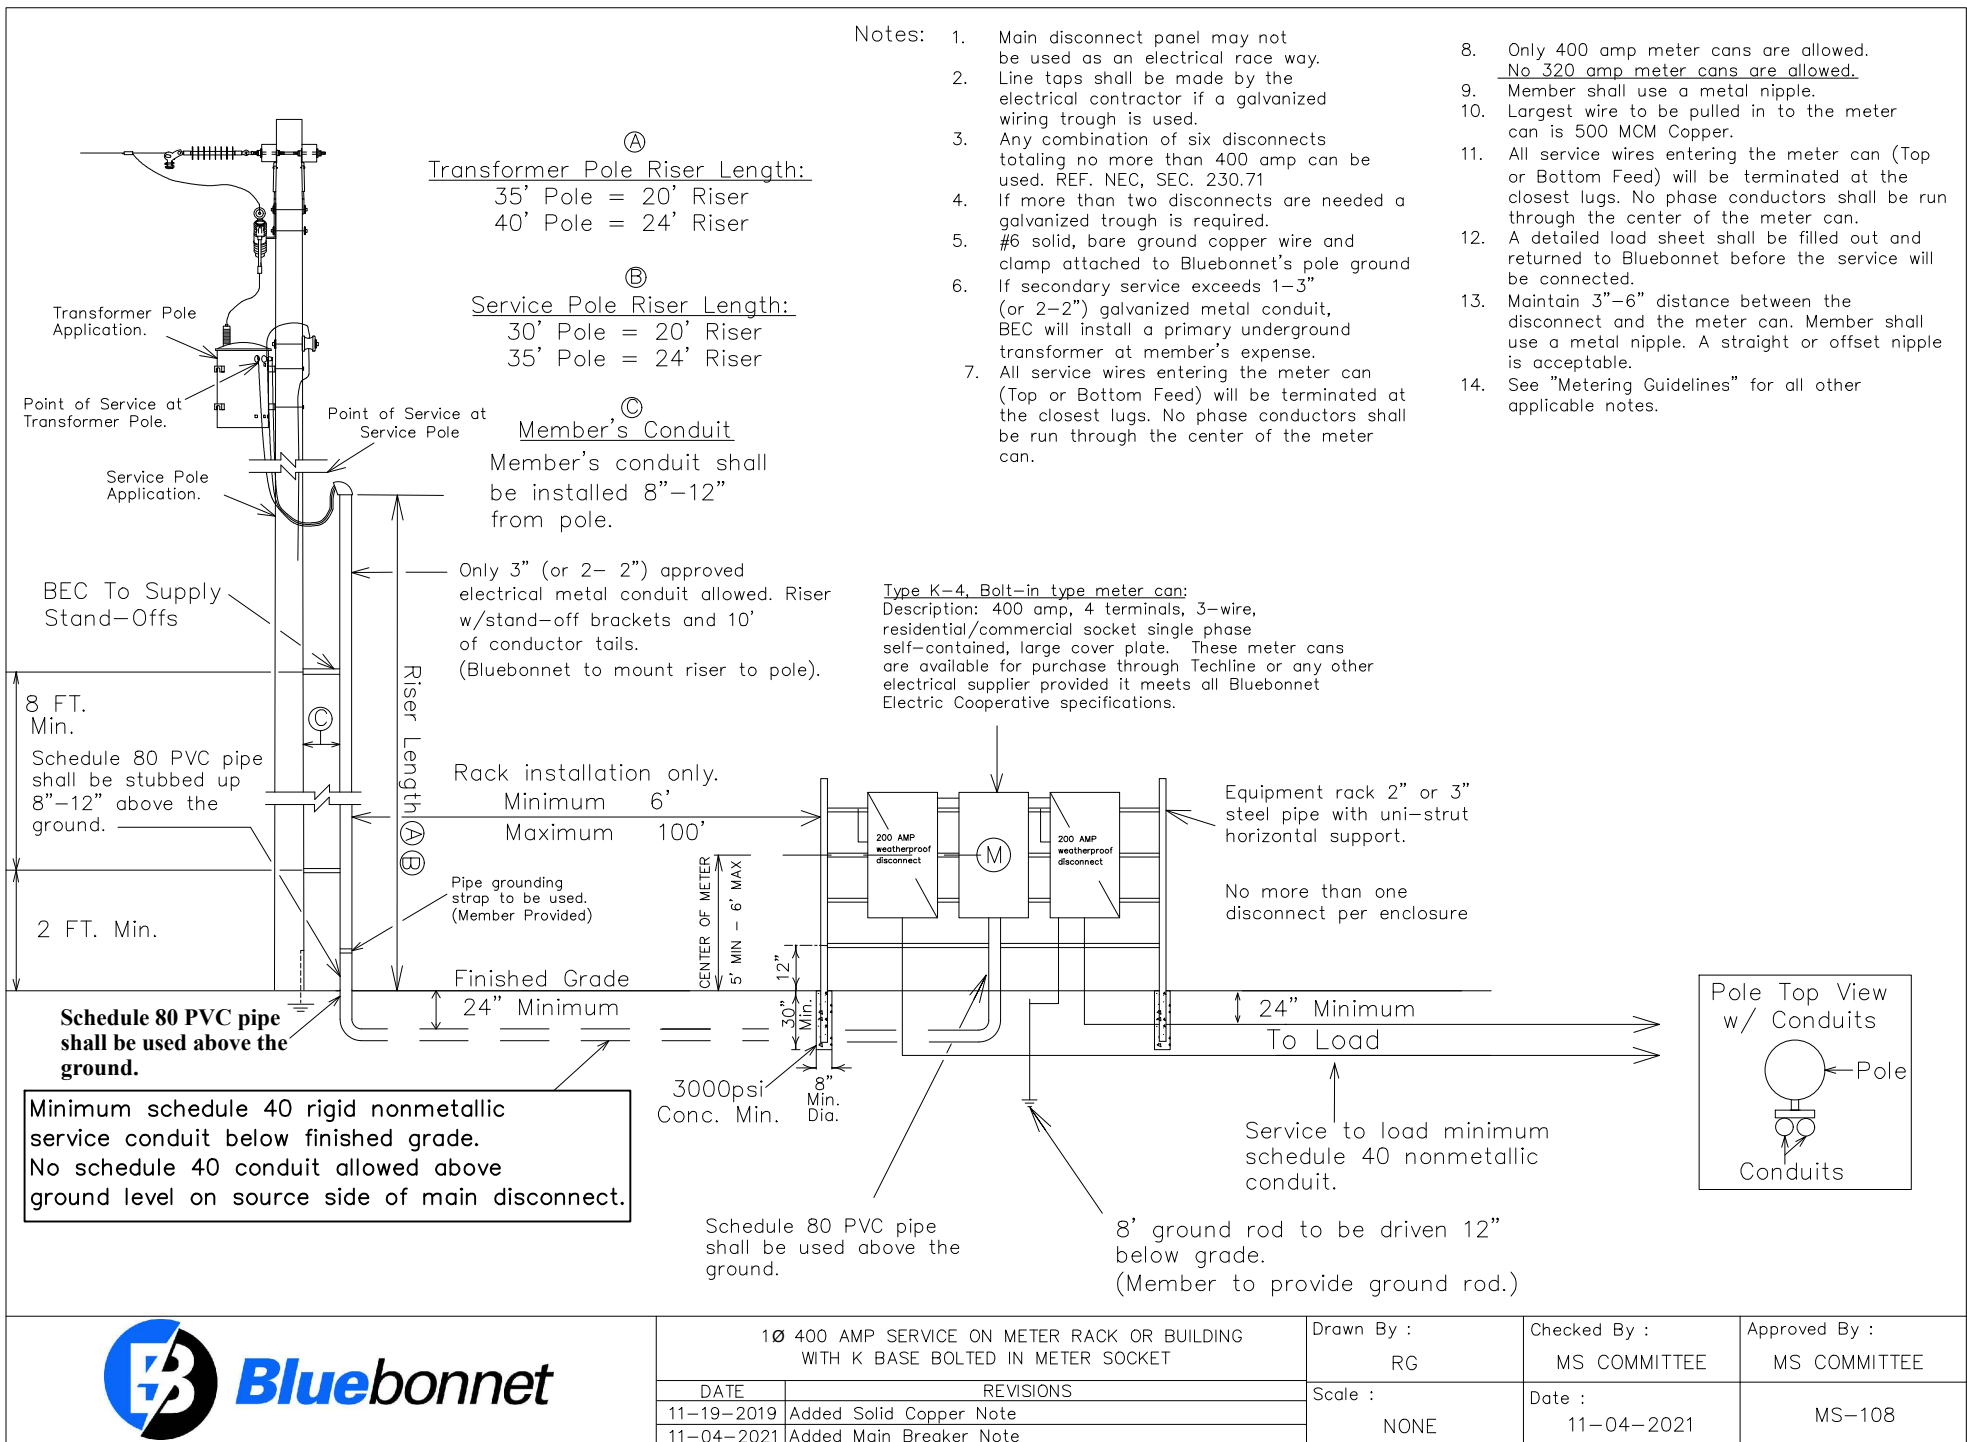 Notes:
1. Main disconnect panel may not
be used as an electrical race way.
2. Line taps shall be made by the
electrical contractor if a galvanized
wiring trough is used.
3. Any combination of six disconnects
totaling no more than 400 amp can be
used. REF. NEC, SEC. 230.71
4. If more than two disconnects are needed a
galvanized trough is required.
5. #6 solid, bare ground copper wire and
clamp attached to Bluebonnet's pole ground
6. If secondary service exceeds 1-3"
(or 2-2") galvanized metal conduit,
BEC will install a primary underground
transformer at member's expense.
7. All service wires entering the meter can
(Top or Bottom Feed) will be terminated at
the closest lugs. No phase conductors shall
be run through the center of the meter
can.
8. Only 400 amp meter cans are allowed.
No 320 amp meter cans are allowed.
9. Member shall use a metal nipple.
10. Largest wire to be pulled in to the meter
can is 500 MCM Copper.
11. All service wires entering the meter can (Top
or Bottom Feed) will be terminated at the
closest lugs. No phase conductors shall be run
through the center of the meter can.
12. A detailed load sheet shall be filled out and
returned to Bluebonnet before the service will
be connected.
13. Maintain 3"-6" distance between the
disconnect and the meter can. Member shall
use a metal nipple. A straight or offset nipple
is acceptable.
14. See "Metering Guidelines" for all other
applicable notes.
A
Transformer Pole Riser Length:
35' Pole = 20' Riser
40' Pole = 24' Riser
B
Service Pole Riser Length:
30' Pole = 20' Riser
35' Pole = 24' Riser
C
Member's Conduit
Member's conduit shall
be installed 8"-12"
from pole.
Transformer Pole
Application.
Point of Service at
Transformer Pole.
Point of Service at
Service Pole
Service Pole
Application.
BEC To Supply
Stand-Offs
Only 3" (or 2- 2") approved
electrical metal conduit allowed. Riser
w/stand-off brackets and 10'
of conductor tails.
(Bluebonnet to mount riser to pole).
Type K-4, Bolt-in type meter can:
Description: 400 amp, 4 terminals, 3-wire,
residential/commercial socket single phase
self-contained, large cover plate. These meter cans
are available for purchase through Techline or any other
electrical supplier provided it meets all Bluebonnet
Electric Cooperative specifications.
8 FT.
Min.
C
Schedule 80 PVC pipe
shall be stubbed up
8"-12" above the
ground.
Riser Length A B
Rack installation only.
Minimum 6'
Maximum 100'
200 AMP
weatherproof
disconnect
M
200 AMP
weatherproof
disconnect
Equipment rack 2" or 3"
steel pipe with uni-strut
horizontal support.
No more than one
disconnect per enclosure
Pipe grounding
strap to be used.
(Member Provided)
CENTER OF METER
5' MIN - 6' MAX
2 FT. Min.
12"
Finished Grade
24" Minimum
30"
Min.
24" Minimum
To Load
Schedule 80 PVC pipe
shall be used above the
ground.
3000psi
Conc. Min.
8"
Min.
Dia.
Minimum schedule 40 rigid nonmetallic
service conduit below finished grade.
No schedule 40 conduit allowed above
ground level on source side of main disconnect.
Service to load minimum
schedule 40 nonmetallic
conduit.
Schedule 80 PVC pipe
shall be used above the
ground.
8' ground rod to be driven 12"
below grade.
(Member to provide ground rod.)
Pole Top View
w/ Conduits
Pole
Conduits
Bluebonnet
1Ø 400 AMP SERVICE ON METER RACK OR BUILDING
WITH K BASE BOLTED IN METER SOCKET
DATE REVISIONS
11-19-2019 Added Solid Copper Note
11-04-2021 Added Main Breaker Note
Drawn By :
RG
Checked By :
MS COMMITTEE
Approved By :
MS COMMITTEE
Scale :
NONE
Date :
11-04-2021
MS-108